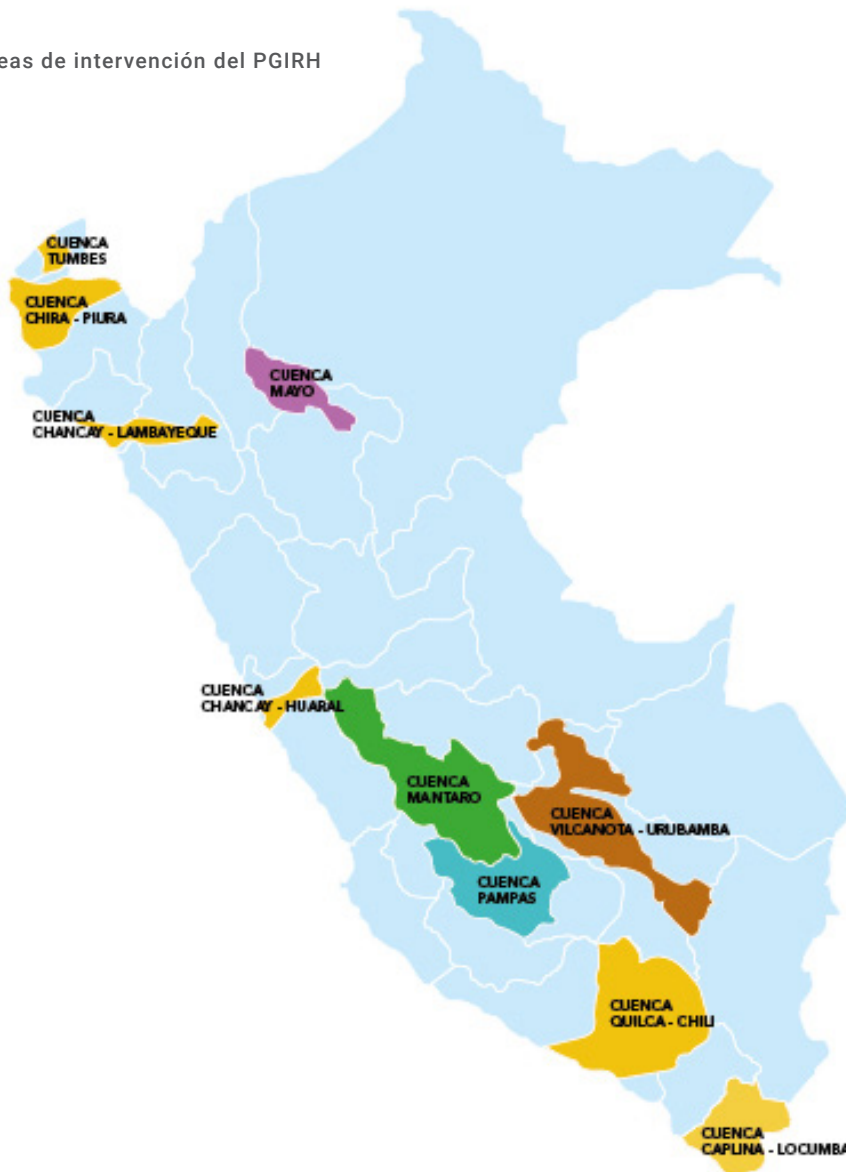 eas de intervención del PGIRH
CUENCA
TUMBES
CUENCA
CHIRA - PIURA
CUENCA
MAYO
CUENCA
CHANCAY - LAMBAYEQUE
CUENCA
CHANCAY - HUARAL
CUENCA
MANTARO
CUENCA
VILCANOTA - URUBAMBA
CUENCA
PAMPAS
CUENCA
QUILCA - CHILI
CUENCA
CAPLINA - LOCUMBA